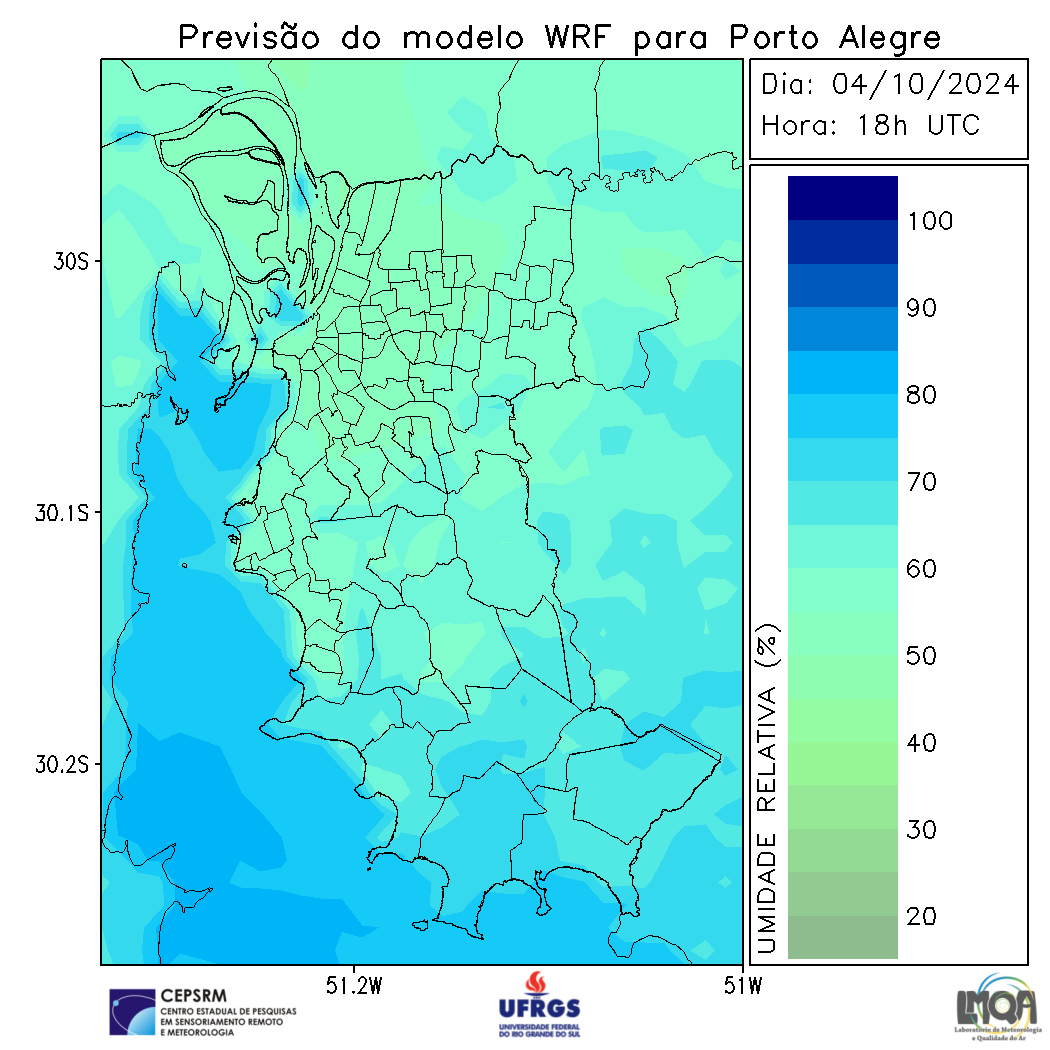 Previsão do modelo WRF para Porto Alegre
Dia: 04/10/2024
Hora: 18h UTC
30S
30.1S
30.2S
51.2W
51W
100
90
80
70
60
50
40
30
20
UMIDADE RELATIVA (%)
CEPSRM
CENTRO ESTADUAL DE PESQUISAS
EM SENSORIAMENTO REMOTO
E METEOROLOGIA
UFRGS
UNIVERSIDADE FEDERAL
DO RIO GRANDE DO SUL
LMQA
Laboratório de Meteorologia
e Qualidade do Ar